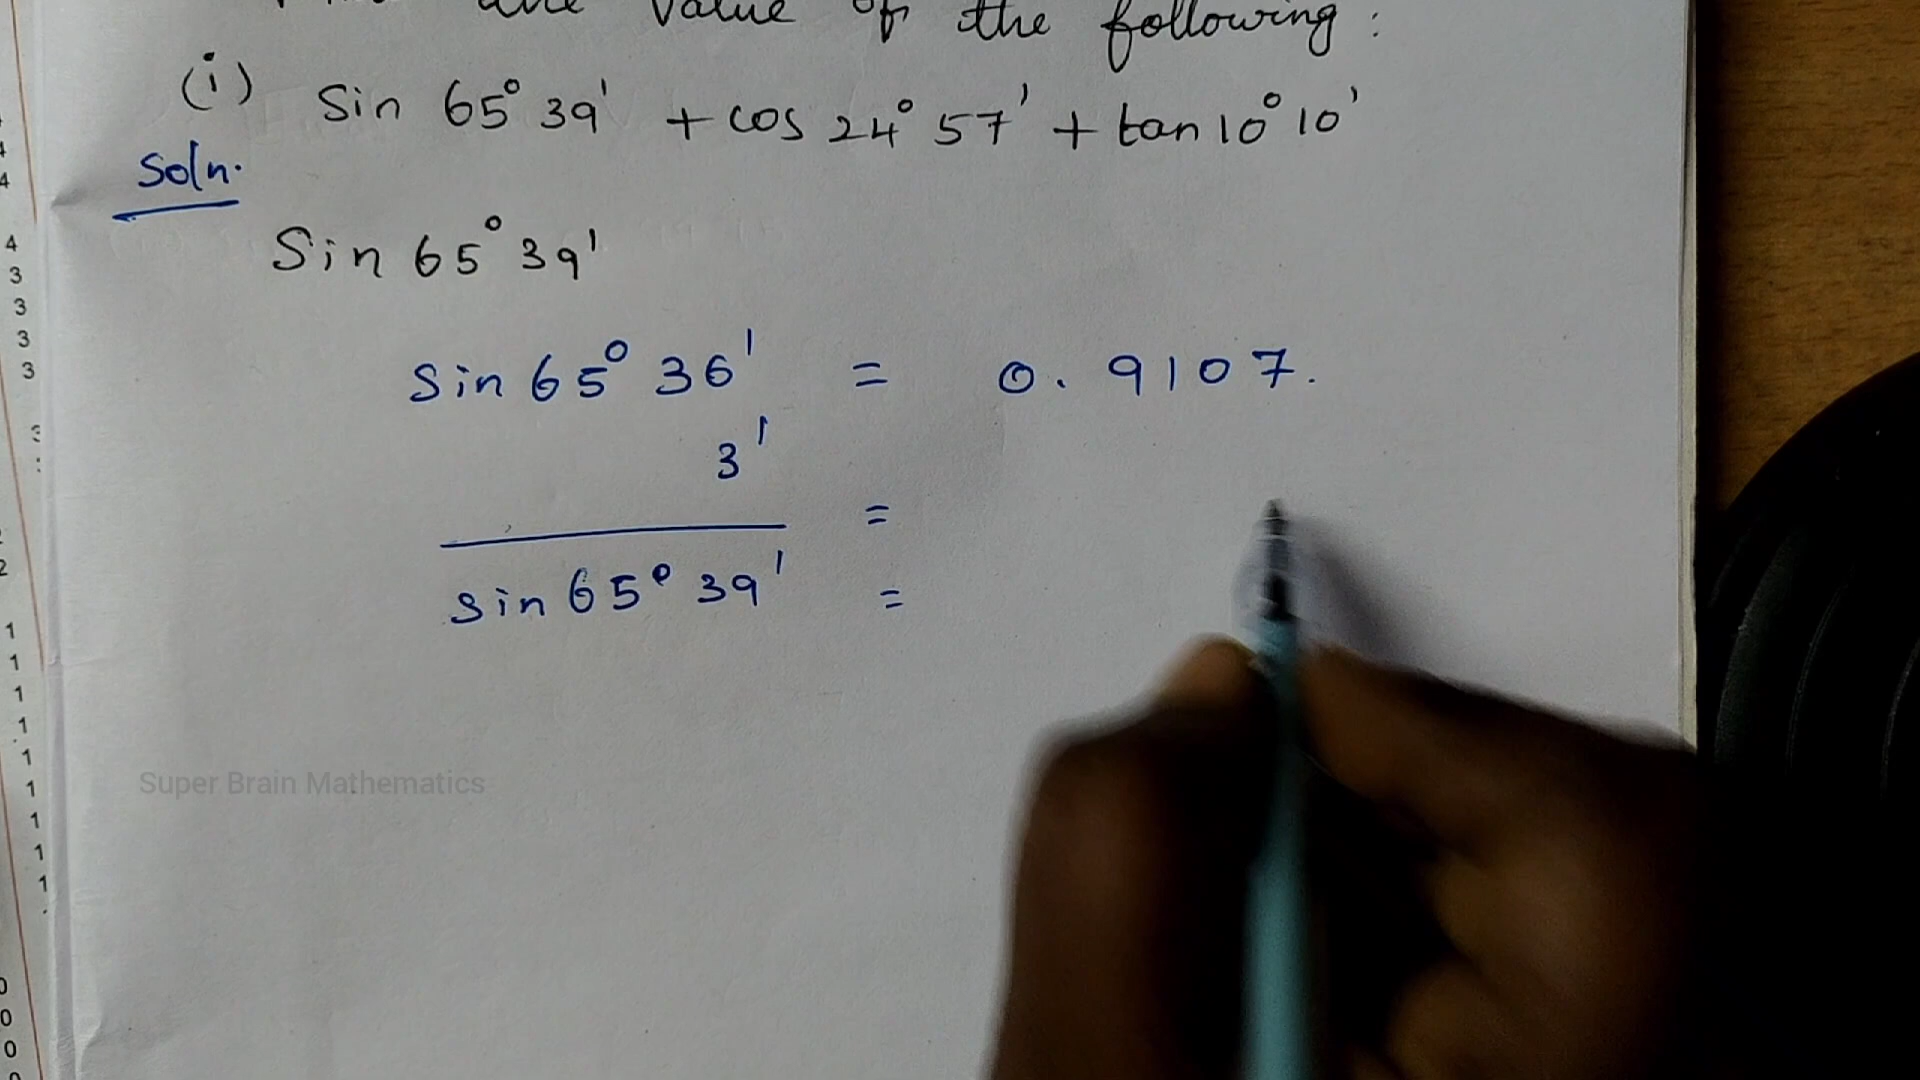 the value of the following :
(i) Sin 65° 39' + cos 24° 57' + tan 10° 10'
Soln.
Sin 65° 39'
Sin 65° 36' = 0.9107.
3' =
Sin 65° 39' =
Super Brain Mathematics